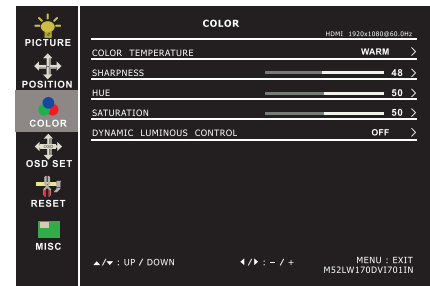 PICTURE
POSITION
COLOR
OSD
OSD SET
RESET
MISC
COLOR
HDMI 1920x1080@60.0Hz
COLOR TEMPERATURE WARM >
SHARPNESS 48 >
HUE 50 >
SATURATION 50 >
DYNAMIC LUMINOUS CONTROL OFF >
▲/▼ : UP / DOWN ◀/▶ : - / + MENU : EXIT
M52LW170DVI701IN